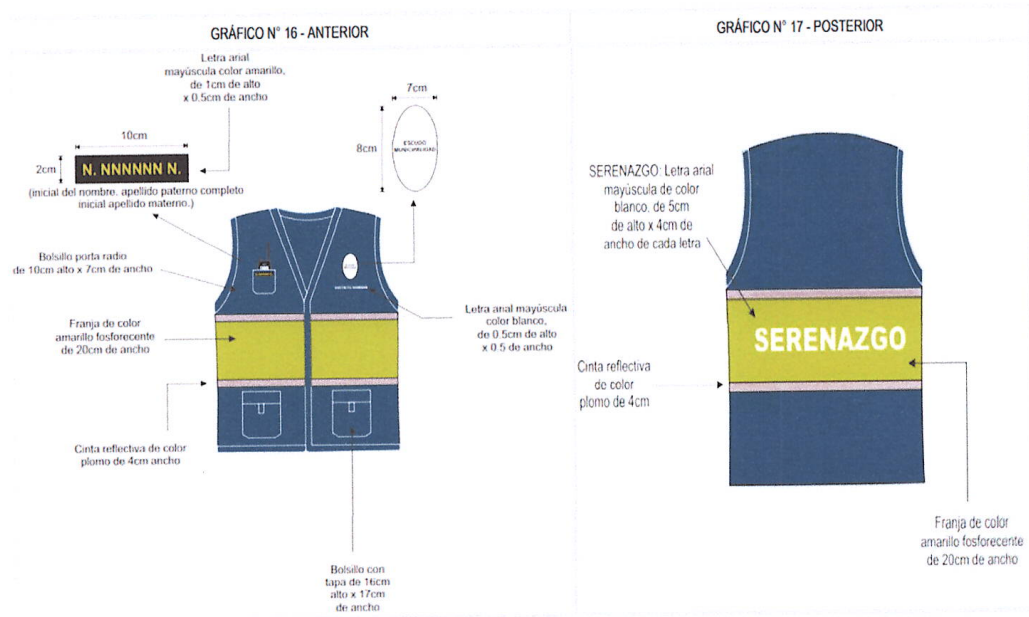 GRÁFICO N° 16 - ANTERIOR
Letra arial
mayúscula color amarillo,
de 1cm de alto
x 0.5cm de ancho
10cm
2cm
N. NNNNNN N.
(inicial del nombre. apellido paterno completo
inicial apellido materno.)
7cm
8cm
ESCUDO
MUNICIPALIDAD
Bolsillo porta radio
de 10cm alto x 7cm de ancho
Franja de color
amarillo fosforecente
de 20cm de ancho
Cinta reflectiva de color
plomo de 4cm ancho
Letra arial mayúscula
color blanco,
de 0.5cm de alto
x 0.5 de ancho
Bolsillo con
tapa de 16cm
alto x 17cm
de ancho
GRÁFICO N° 17 - POSTERIOR
SERENAZGO: Letra arial
mayúscula de color
blanco, de 5cm
de alto x 4cm de
ancho de cada letra
SERENAZGO
Cinta reflectiva
de color
plomo de 4cm
Franja de color
amarillo fosforecente
de 20cm de ancho